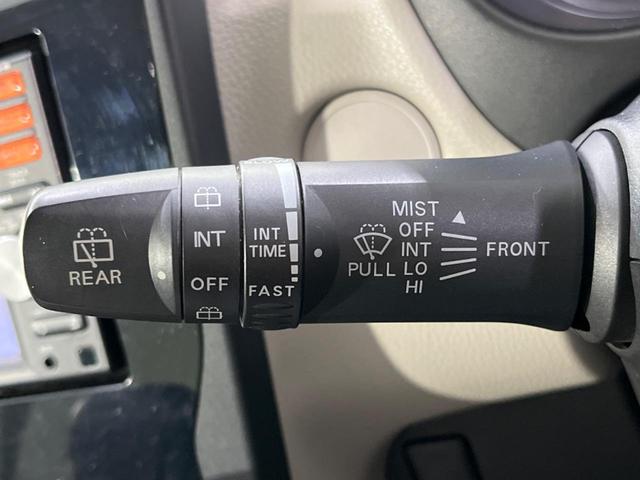 REAR
INT
OFF
INT
TIME
FAST
PULL
MIST
OFF
INT
LO
HI
FRONT